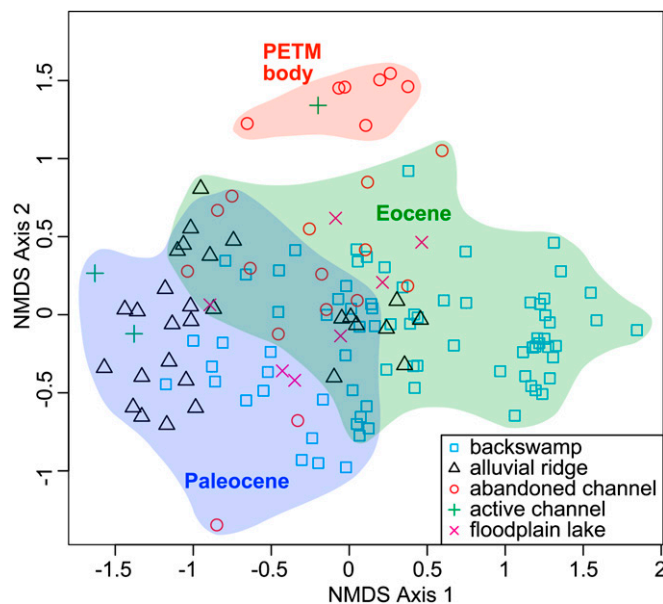 PETM
body
Eocene
Paleocene
NMDS Axis 2
1.5
1
0.5
0
-0.5
-1
backswamp
alluvial ridge
abandoned channel
active channel
floodplain lake
-1.5 -1 -0.5 0 0.5 1 1.5 2
NMDS Axis 1